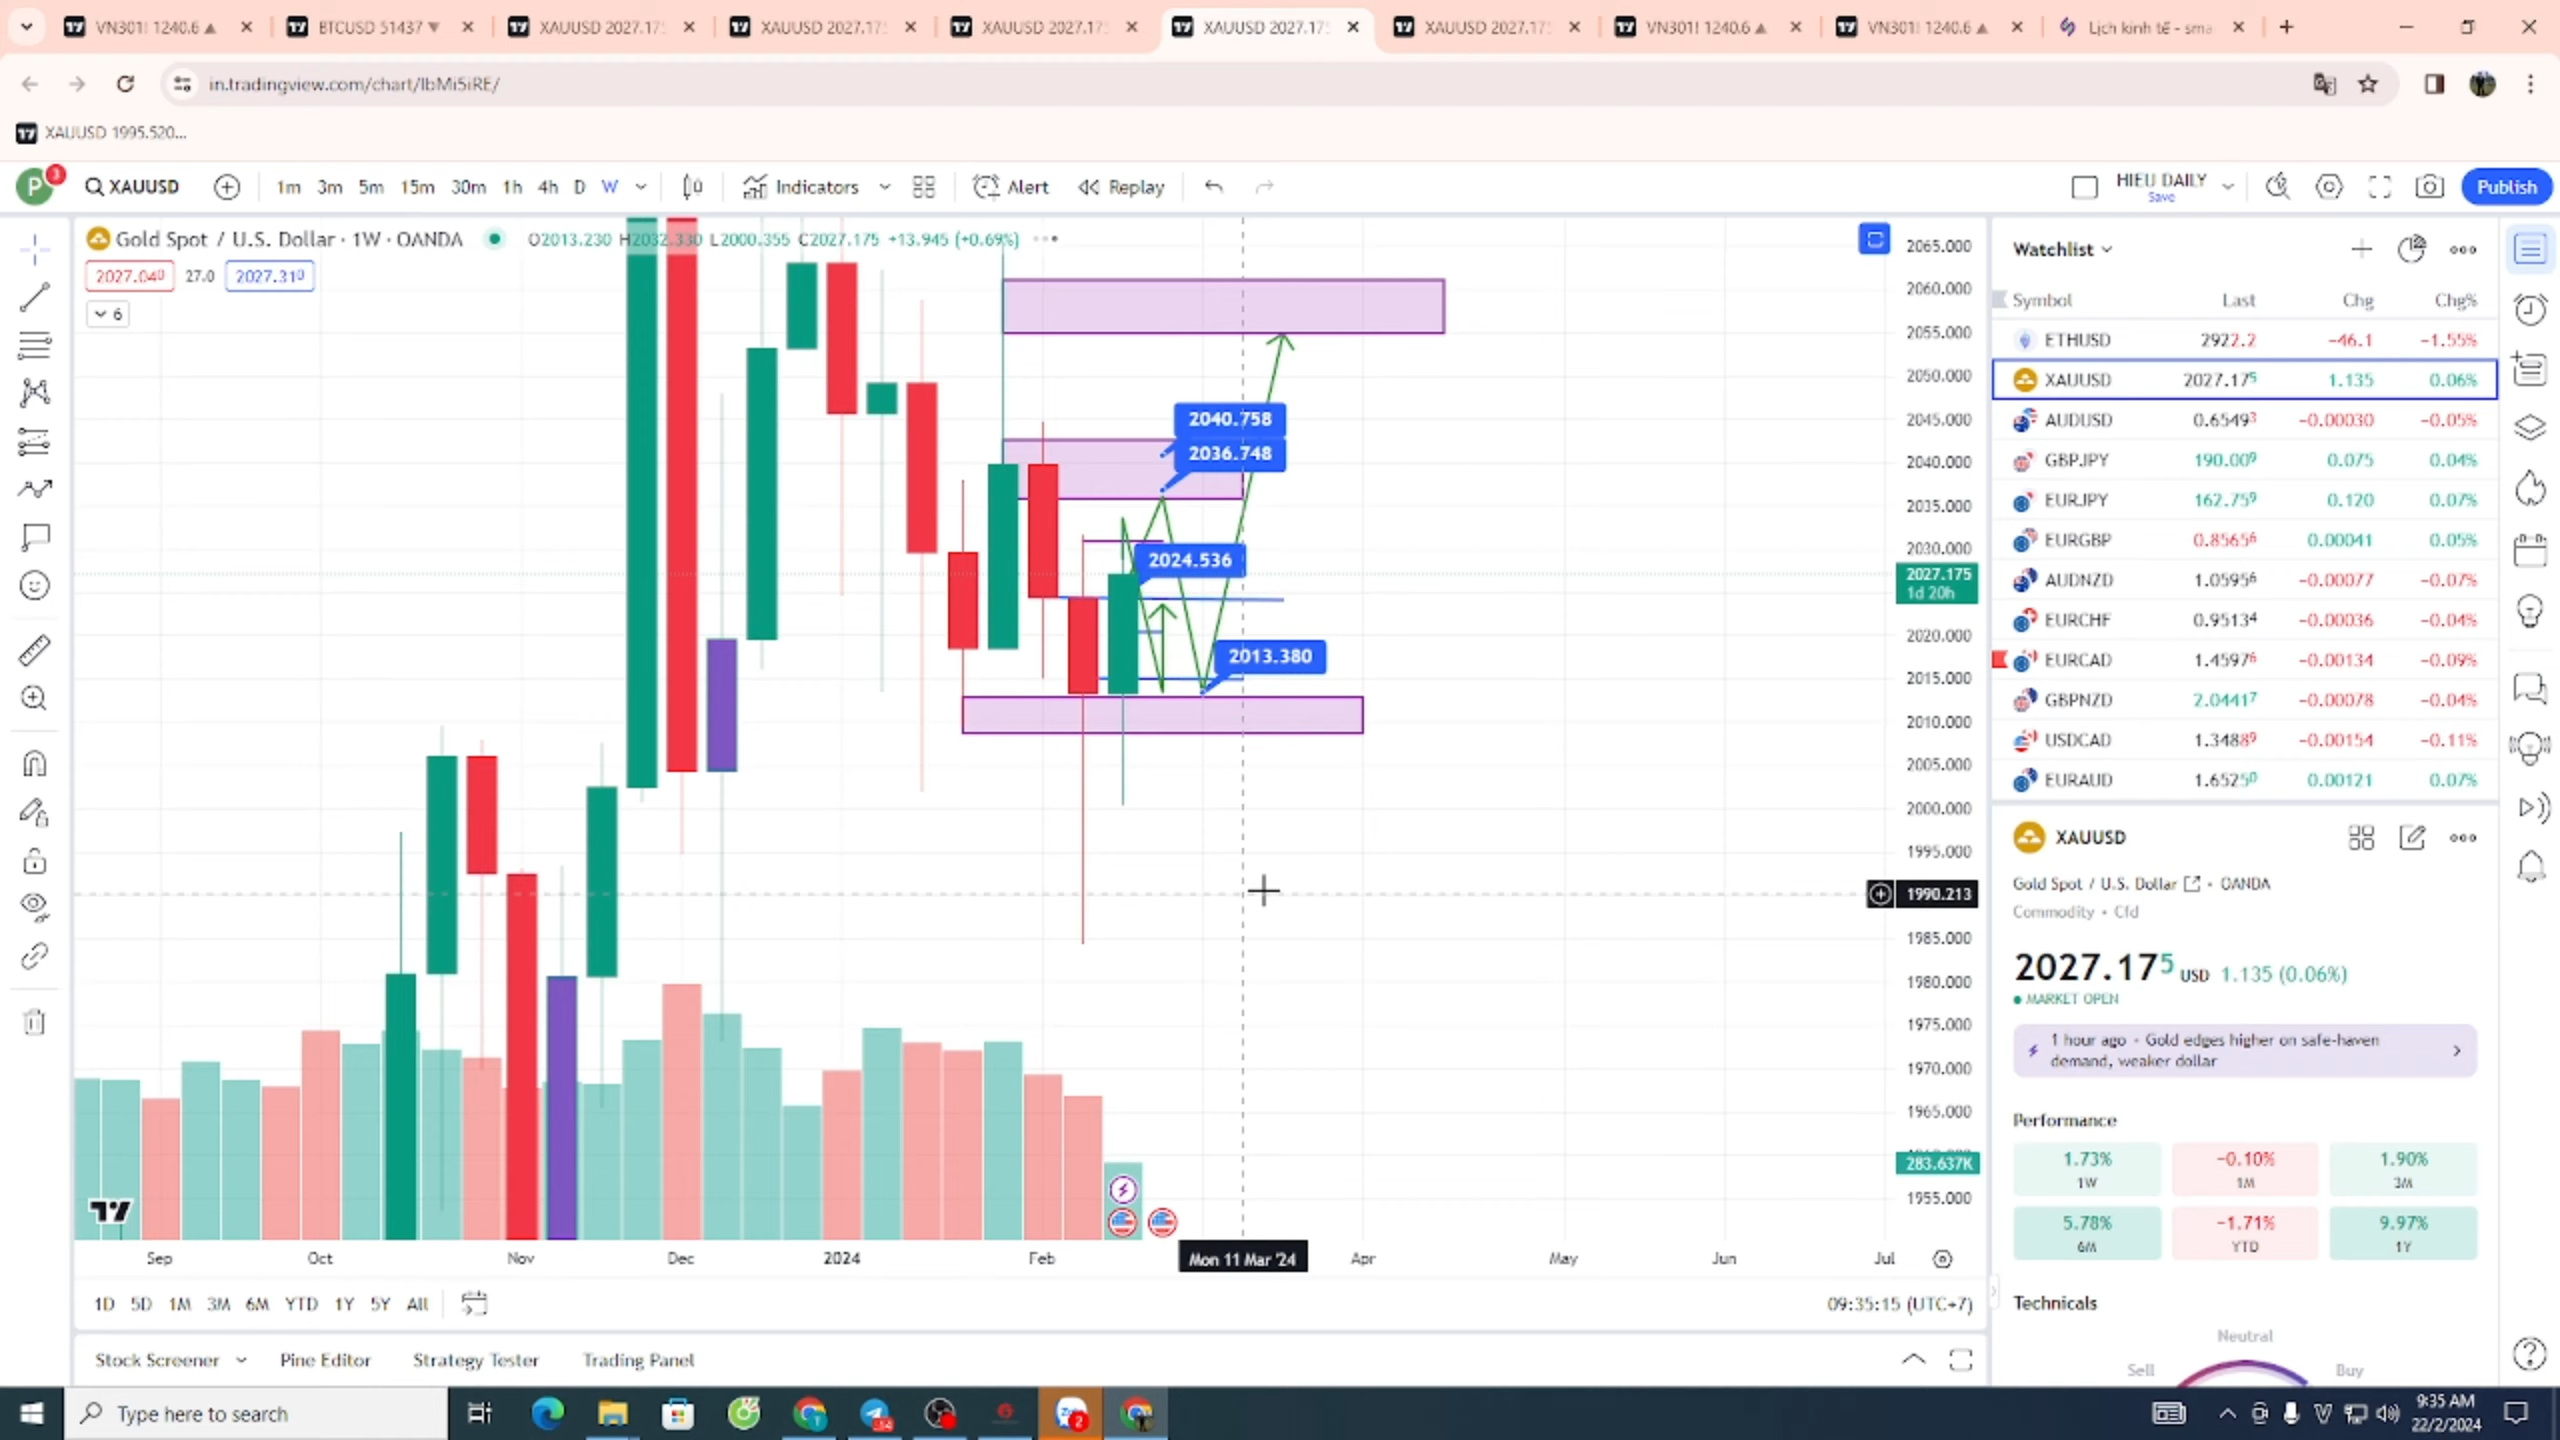 VN301! 1240.6 ▲
BTCUSD 51437 ▼
XAUUSD 2027.17
XAUUSD 2027.17
XAUUSD 2027.17
XAUUSD 2027.17
XAUUSD 2027.17
VN301! 1240.6 ▲
VN301! 1240.6 ▲
Lịch kinh tế - sma
in.tradingview.com/chart/lbMi5iRE/
XAUUSD 1995.520...
P 3
XAUUSD
1m 3m 5m 15m 30m 1h 4h D W
Indicators
Alert
Replay
HIEU DAILY
Save
Publish
Gold Spot / U.S. Dollar · 1W · OANDA
O2013.230 H2032.330 L2000.355 C2027.175 +13.945 (+0.69%)
2027.040 27.0 2027.310
6
2040.758
2036.748
2024.536
2013.380
2065.000
2060.000
2055.000
2050.000
2045.000
2040.000
2035.000
2030.000
2027.175
1d 20h
2020.000
2015.000
2010.000
2005.000
2000.000
1995.000
1990.213
1985.000
1980.000
1975.000
1970.000
1965.000
283.637K
1955.000
Sep Oct Nov Dec 2024 Feb Mon 11 Mar '24 Apr May Jun Jul
1D 5D 1M 3M 6M YTD 1Y 5Y All
09:35:15 (UTC+7)
Stock Screener Pine Editor Strategy Tester Trading Panel
Watchlist
Symbol Last Chg Chg%
ETHUSD 2922.2 −46.1 −1.55%
XAUUSD 2027.175 1.135 0.06%
AUDUSD 0.65493 −0.00030 −0.05%
GBPJPY 190.009 0.075 0.04%
EURJPY 162.759 0.120 0.07%
EURGBP 0.85656 0.00041 0.05%
AUDNZD 1.05956 −0.00077 −0.07%
EURCHF 0.95134 −0.00036 −0.04%
EURCAD 1.45976 −0.00134 −0.09%
GBPNZD 2.04417 −0.00078 −0.04%
USDCAD 1.34889 −0.00154 −0.11%
EURAUD 1.65250 0.00121 0.07%
XAUUSD
Gold Spot / U.S. Dollar • OANDA
Commodity • Cfd
2027.175 USD 1.135 (0.06%)
MARKET OPEN
1 hour ago • Gold edges higher on safe-haven
demand, weaker dollar
Performance
1.73% −0.10% 1.90%
1W 1M 3M
5.78% −1.71% 9.97%
6M YTD 1Y
Technicals
Neutral
Sell Buy
Type here to search
9:35 AM
22/2/2024